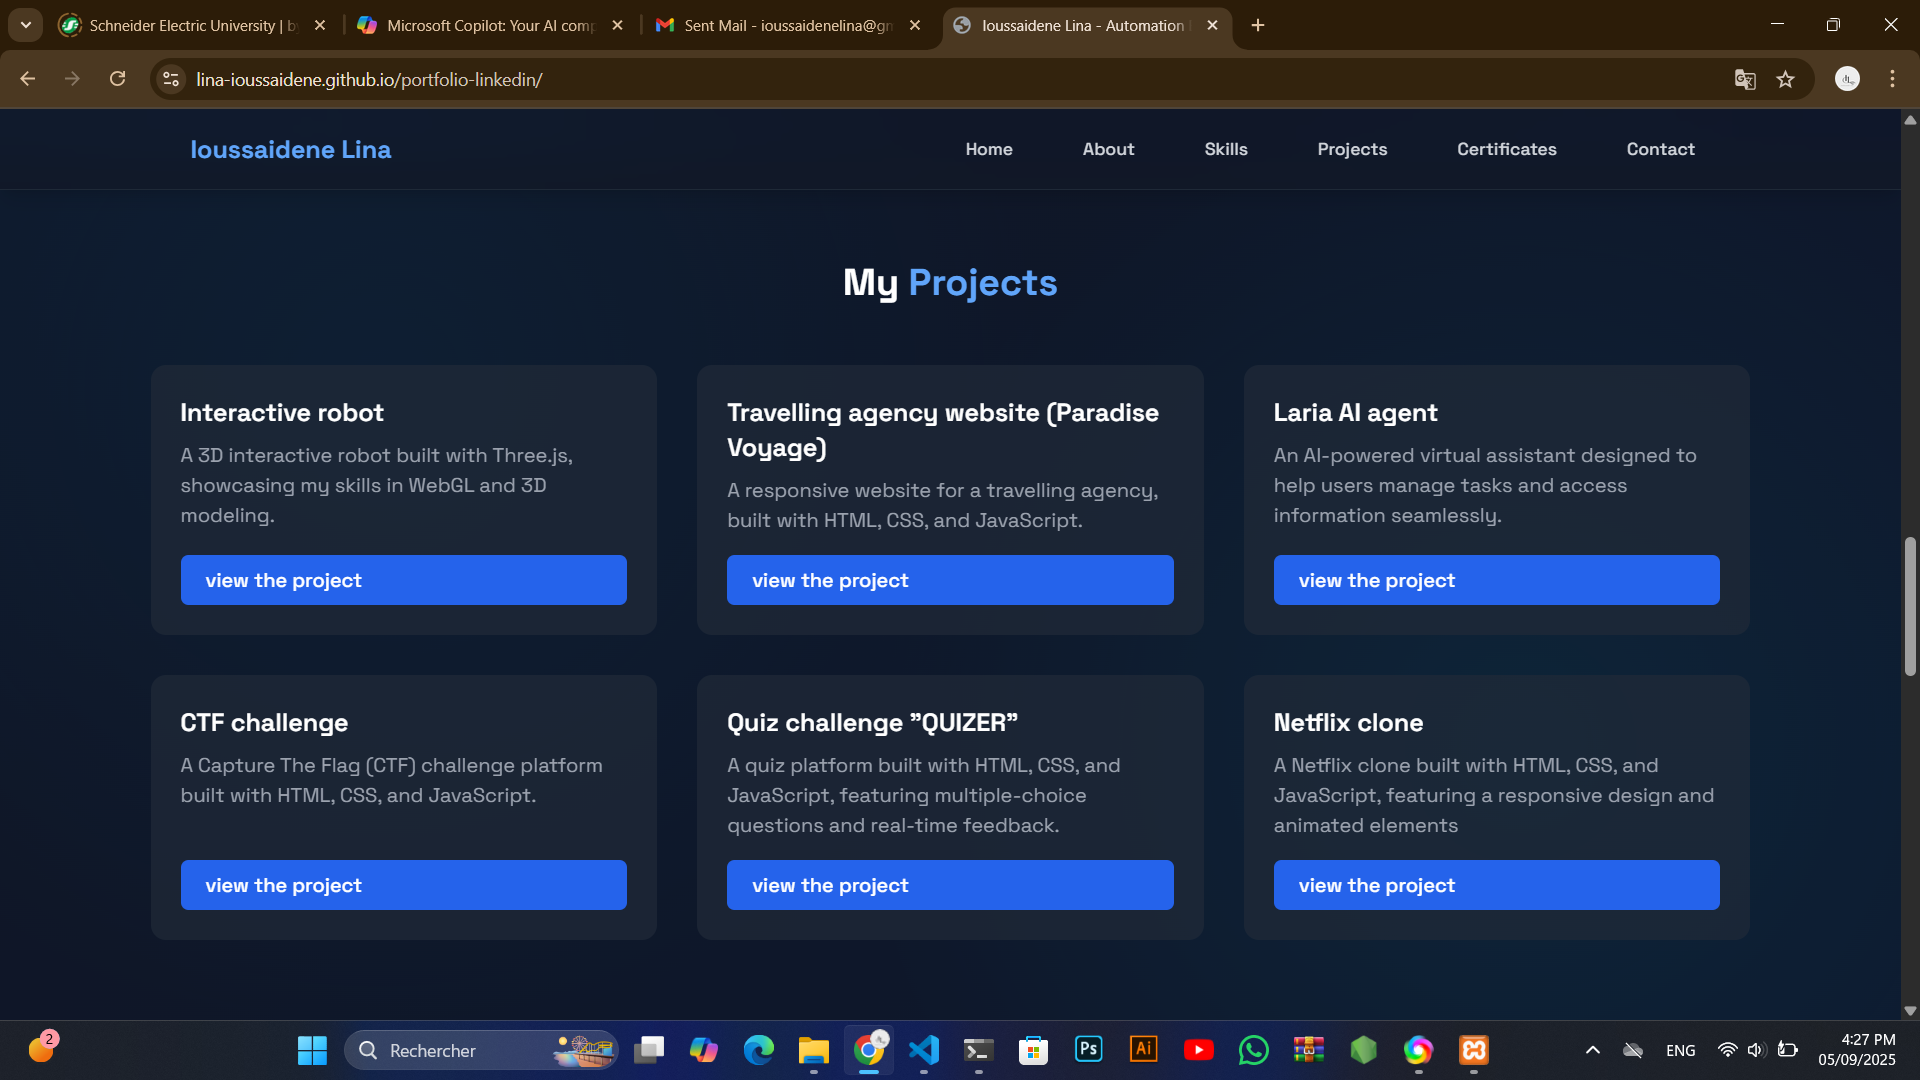 Schneider Electric University | b
Microsoft Copilot: Your AI comp
Sent Mail - ioussaidenelina@gm
Ioussaidene Lina - Automation
lina-ioussaidene.github.io/portfolio-linkedin/
Ioussaidene Lina
Home
About
Skills
Projects
Certificates
Contact
My Projects
Interactive robot
A 3D interactive robot built with Three.js,
showcasing my skills in WebGL and 3D
modeling.
view the project
Travelling agency website (Paradise
Voyage)
A responsive website for a travelling agency,
built with HTML, CSS, and JavaScript.
view the project
Laria AI agent
An AI-powered virtual assistant designed to
help users manage tasks and access
information seamlessly.
view the project
CTF challenge
A Capture The Flag (CTF) challenge platform
built with HTML, CSS, and JavaScript.
view the project
Quiz challenge "QUIZER"
A quiz platform built with HTML, CSS, and
JavaScript, featuring multiple-choice
questions and real-time feedback.
view the project
Netflix clone
A Netflix clone built with HTML, CSS, and
JavaScript, featuring a responsive design and
animated elements
view the project
2
Rechercher
Ps
Ai
ENG
4:27 PM
05/09/2025